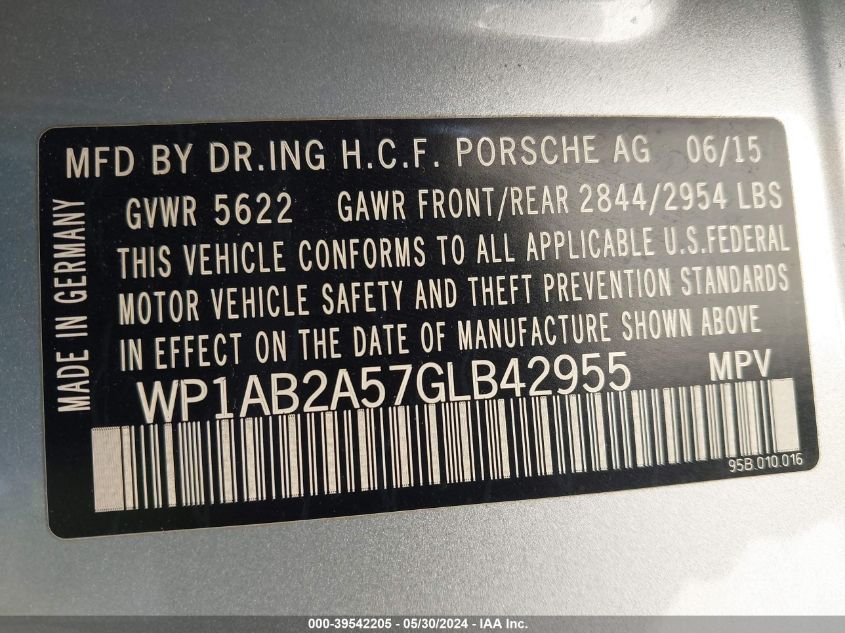 MFD BY DR.ING H.C.F. PORSCHE AG 06/15
GVWR 5622 GAWR FRONT/REAR 2844/2954 LBS
THIS VEHICLE CONFORMS TO ALL APPLICABLE U.S.FEDERAL
MOTOR VEHICLE SAFETY AND THEFT PREVENTION STANDARDS
IN EFFECT ON THE DATE OF MANUFACTURE SHOWN ABOVE
WP1AB2A57GLB42955 MPV
95B.010.016
MADE IN GERMANY
000-39542205 - 05/30/2024 - IAA Inc.